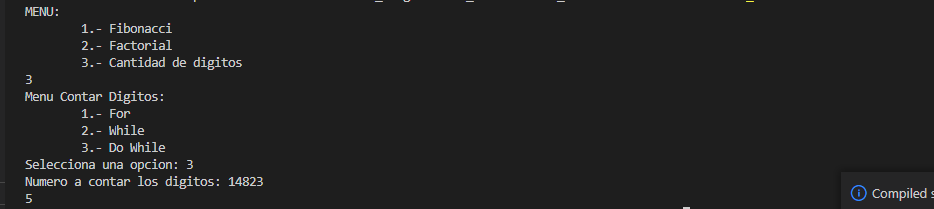 MENU:
1.- Fibonacci
2.- Factorial
3.- Cantidad de digitos
3
Menu Contar Digitos:
1.- For
2.- While
3.- Do While
Selecciona una opcion: 3
Numero a contar los digitos: 14823
5
Compiled s